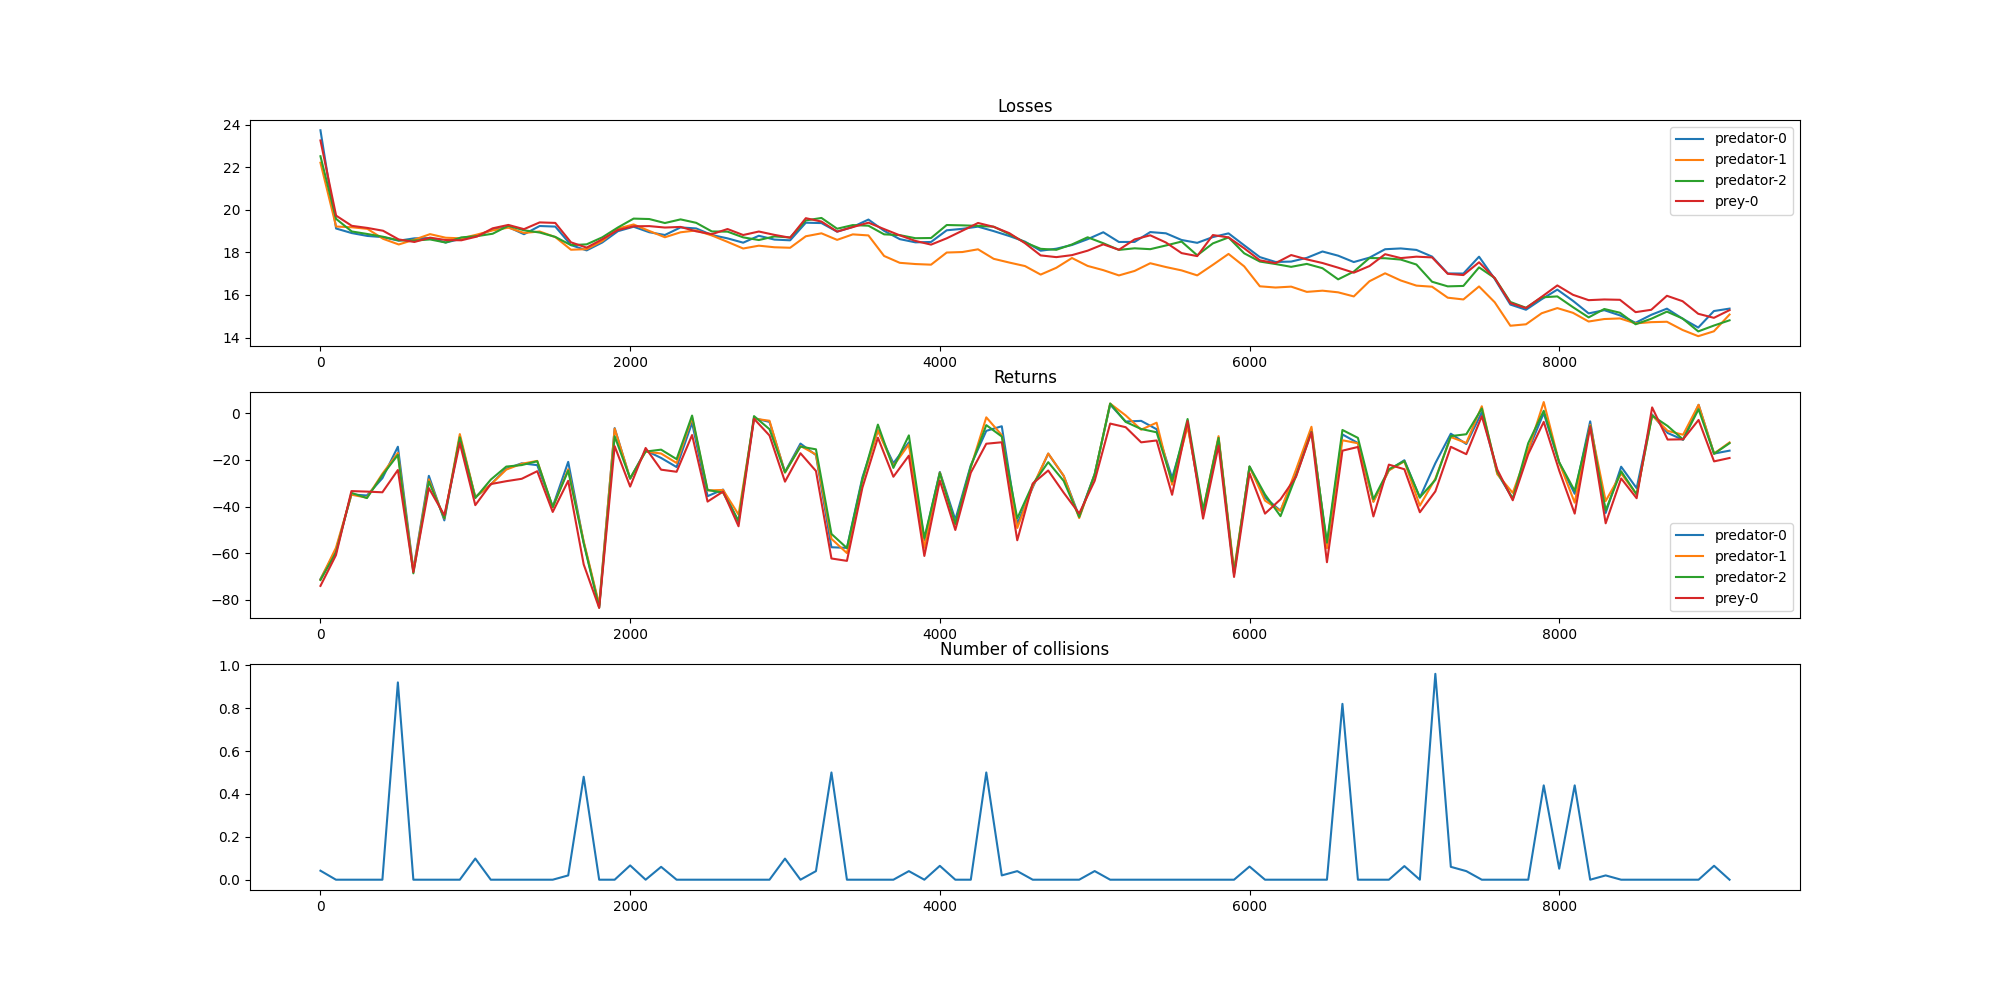 Losses
24
22
20
18
16
14
predator-0
predator-1
predator-2
prey-0
0 2000 4000 6000 8000
Returns
0
−20
−40
−60
−80
predator-0
predator-1
predator-2
prey-0
0 2000 4000 6000 8000
Number of collisions
1.0
0.8
0.6
0.4
0.2
0.0
0 2000 4000 6000 8000